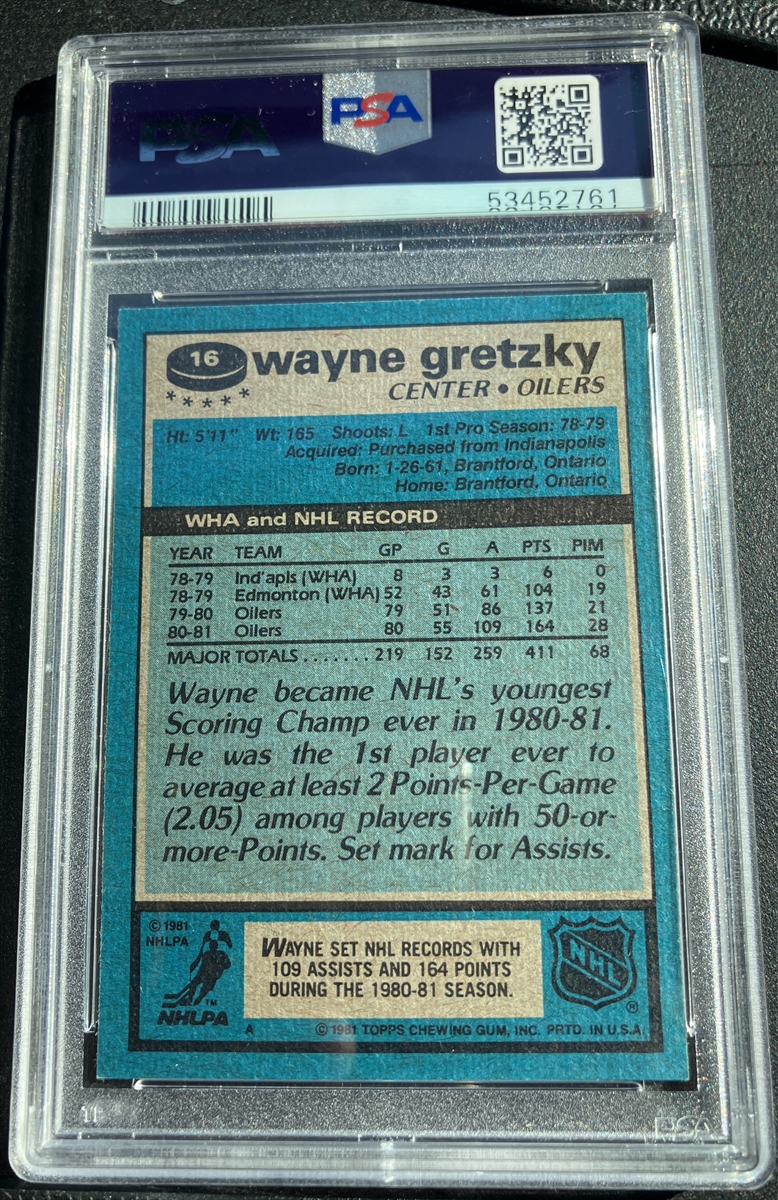 PSA
PSA
53452761
16
wayne gretzky
* * * * *
CENTER • OILERS
Ht: 5'11" Wt: 165 Shoots: L 1st Pro Season: 78-79
Acquired: Purchased from Indianapolis
Born: 1-26-61, Brantford, Ontario
Home: Brantford, Ontario
WHA and NHL RECORD
YEAR TEAM GP G A PTS PIM
78-79 Ind'apls (WHA) 8 3 3 6 0
78-79 Edmonton (WHA) 52 43 61 104 19
79-80 Oilers 79 51 86 137 21
80-81 Oilers 80 55 109 164 28
MAJOR TOTALS ....... 219 152 259 411 68
Wayne became NHL's youngest
Scoring Champ ever in 1980-81.
He was the 1st player ever to
average at least 2 Points-Per-Game
(2.05) among players with 50-or-
more-Points. Set mark for Assists.
© 1981
NHLPA
TM
NHLPA
WAYNE SET NHL RECORDS WITH
109 ASSISTS AND 164 POINTS
DURING THE 1980-81 SEASON.
NHL
®
A © 1981 TOPPS CHEWING GUM, INC. PRTD. IN U.S.A.
PSA